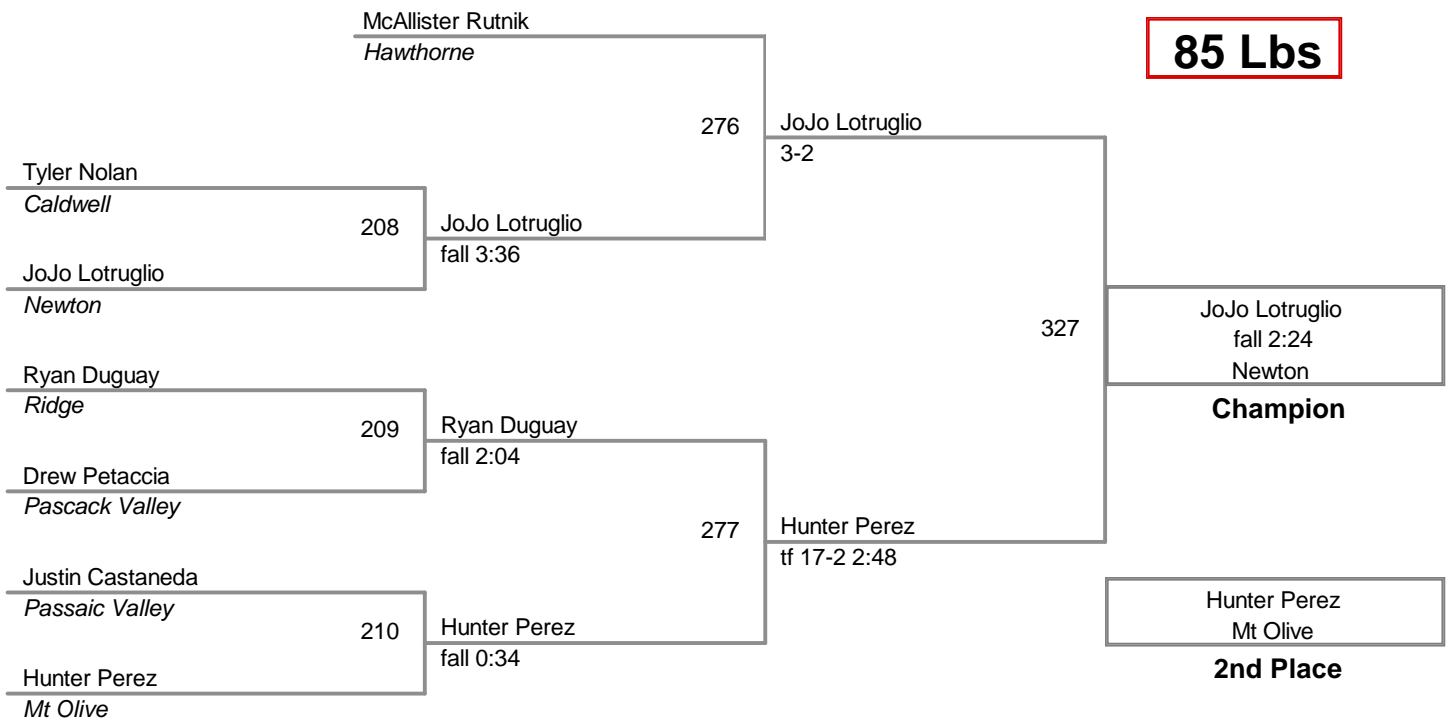 McAllister Rutnik
Hawthorne
85 Lbs
276
JoJo Lotruglio
3-2
Tyler Nolan
Caldwell
208
JoJo Lotruglio
fall 3:36
JoJo Lotruglio
Newton
327
JoJo Lotruglio
fall 2:24
Newton
Champion
Ryan Duguay
Ridge
209
Ryan Duguay
fall 2:04
Drew Petaccia
Pascack Valley
277
Hunter Perez
tf 17-2 2:48
Justin Castaneda
Passaic Valley
210
Hunter Perez
fall 0:34
Hunter Perez
Mt Olive
Hunter Perez
Mt Olive
2nd Place